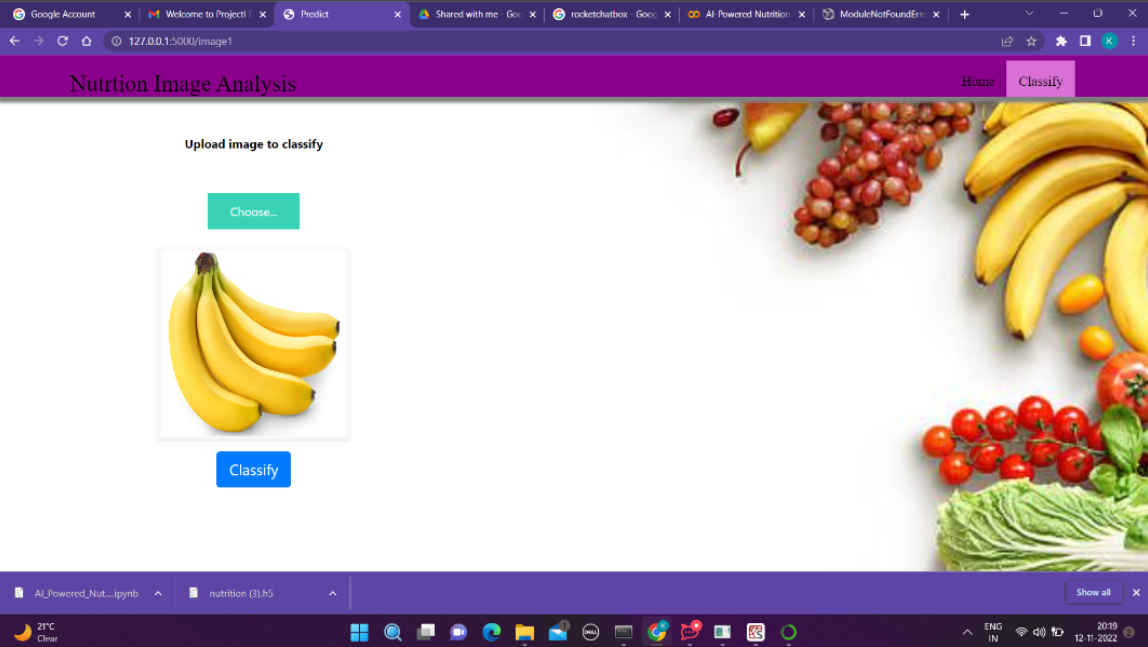 Google Account
Welcome to Project! D
Predict
Shared with me - Goo
rocketchatbox - Goog
AI-Powered Nutrition
ModuleNotFoundErro
127.0.0.1:5000/image1
K
Nutrtion Image Analysis
Home
Classify
Upload image to classify
Choose...
Classify
AI_Powered_Nut....ipynb
nutrition (3).h5
Show all
21°C
Clear
DELL
ENG
IN
20:19
12-11-2022